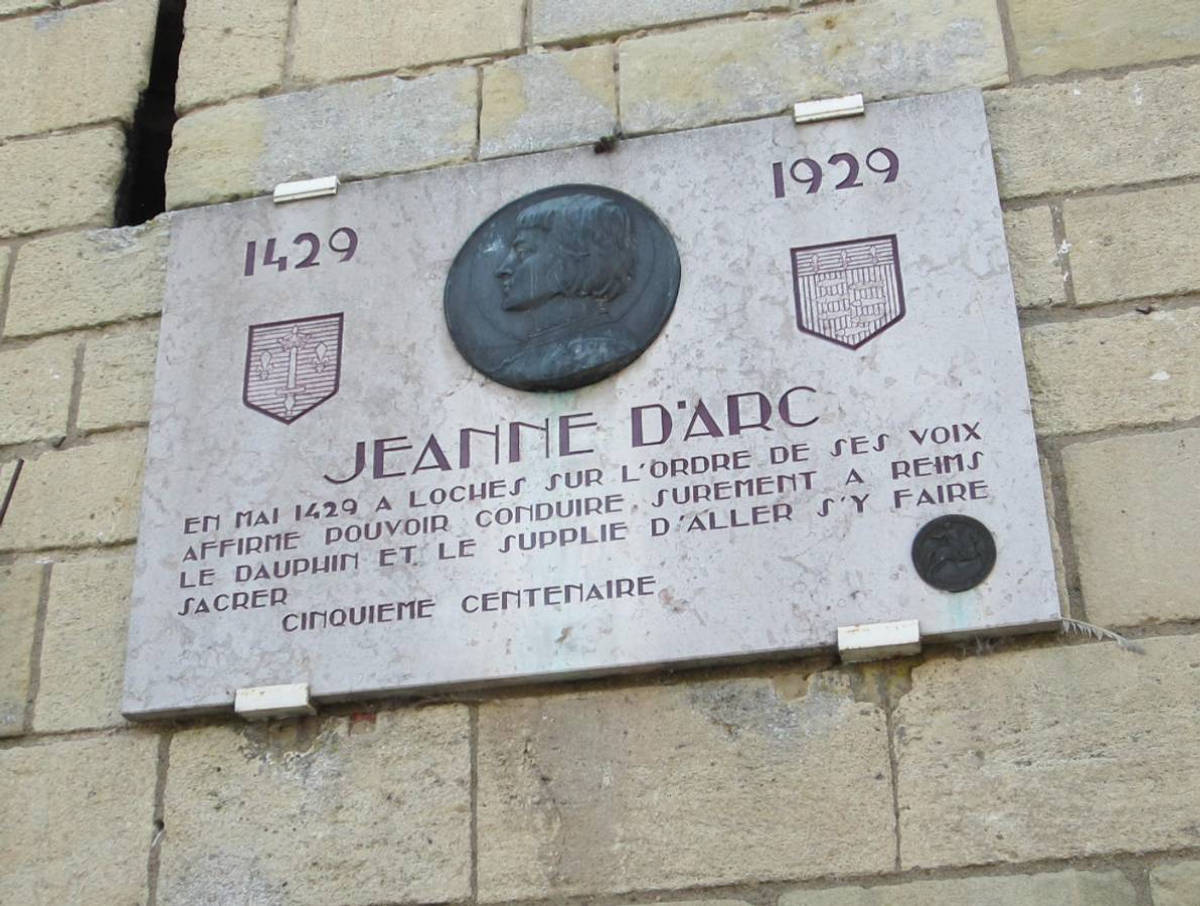 1429
1929
JEANNE D'ARC
EN MAI 1429 A LOCHES SUR L'ORDRE DE SES VOIX
AFFIRME POUVOIR CONDUIRE SUREMENT A REIMS
LE DAUPHIN ET LE SUPPLIE D'ALLER S'Y FAIRE
SACRER
CINQUIEME CENTENAIRE